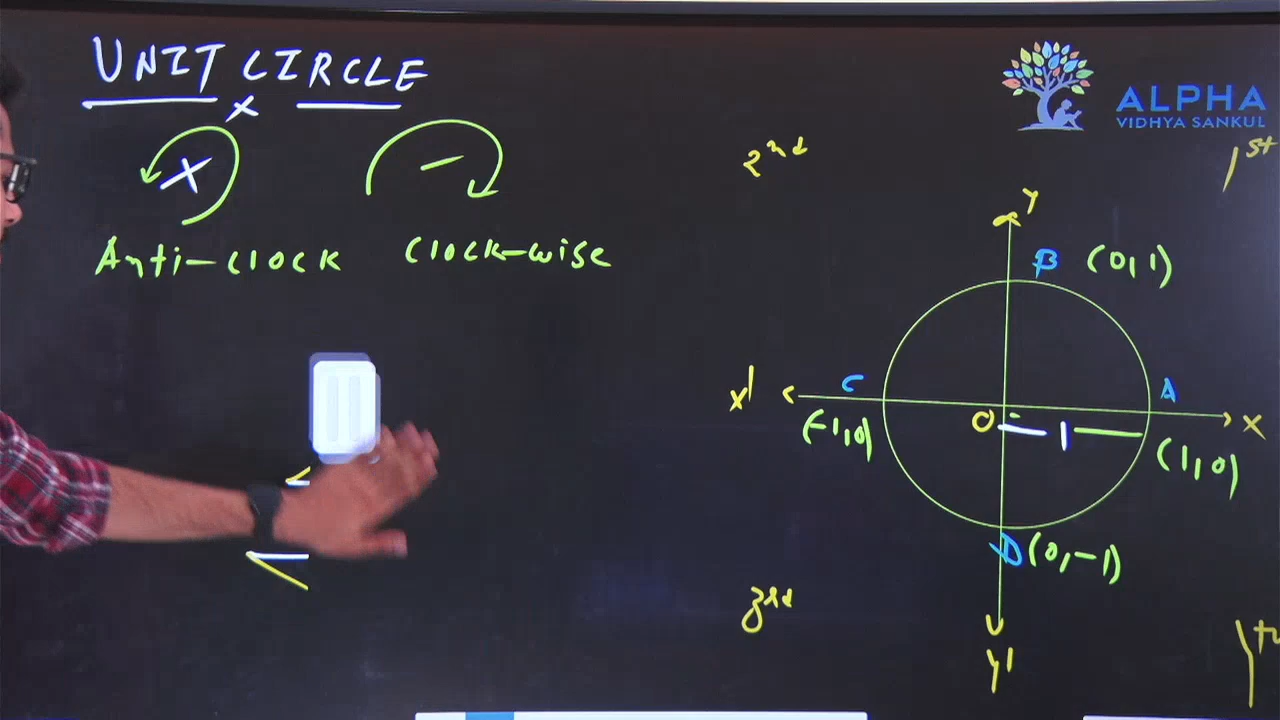 UNIT CIRCLE
ALPHA
VIDHYA SANKUL
+
+
−
Anti-clock
Clock-wise
2nd
1st
Y
B (0,1)
X'
C
A
X
(-1,0)
O
1
(1,0)
D (0,-1)
3rd
Y'